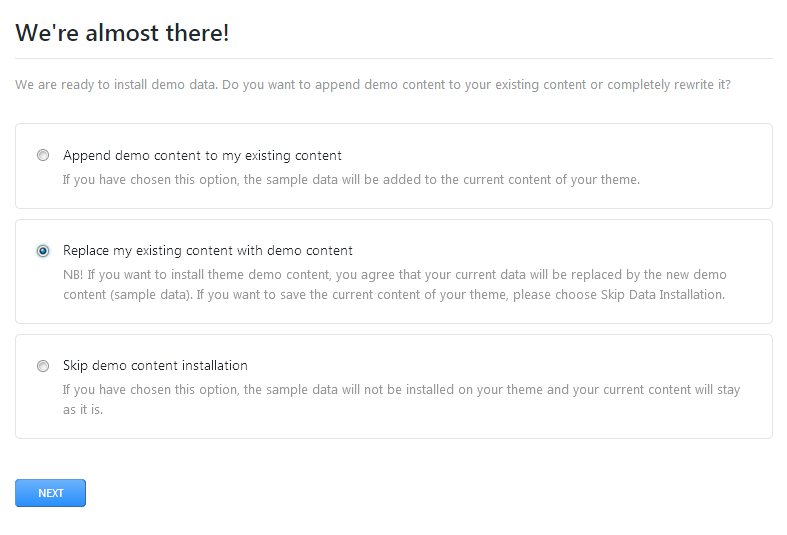 We're almost there!
We are ready to install demo data. Do you want to append demo content to your existing content or completely rewrite it?
Append demo content to my existing content
If you have chosen this option, the sample data will be added to the current content of your theme.
Replace my existing content with demo content
NB! If you want to install theme demo content, you agree that your current data will be replaced by the new demo
content (sample data). If you want to save the current content of your theme, please choose Skip Data Installation.
Skip demo content installation
If you have chosen this option, the sample data will not be installed on your theme and your current content will stay
as it is.
NEXT